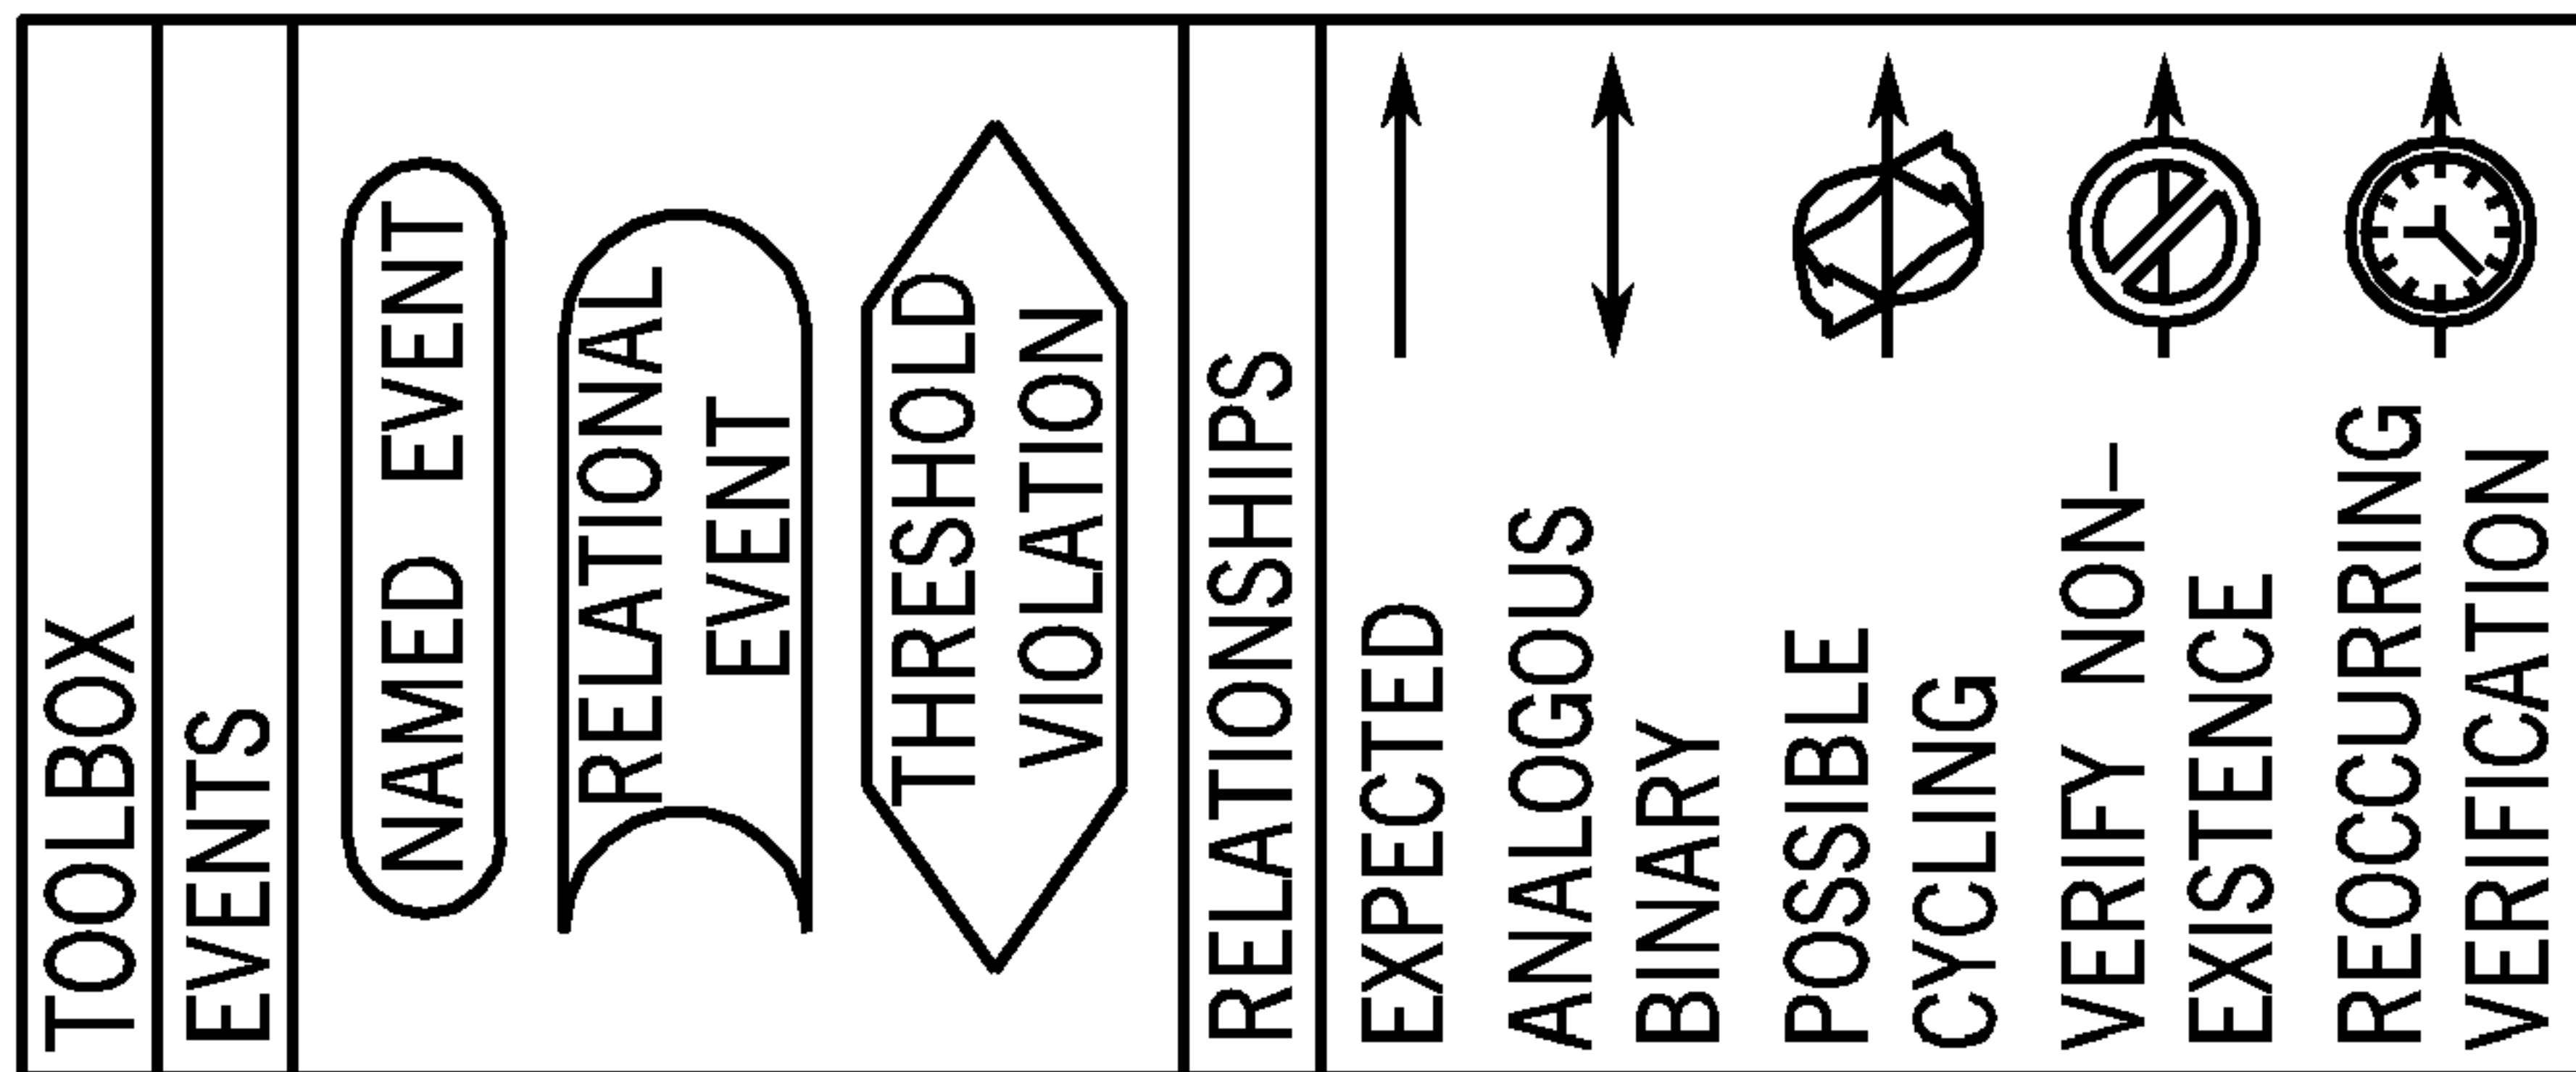 TOOLBOX
EVENTS
NAMED EVENT
RELATIONAL
EVENT
THRESHOLD
VIOLATION
RELATIONSHIPS
EXPECTED
ANALOGOUS
BINARY
POSSIBLE
CYCLING
VERIFY NON-
EXISTENCE
REOCCURRING
VERIFICATION